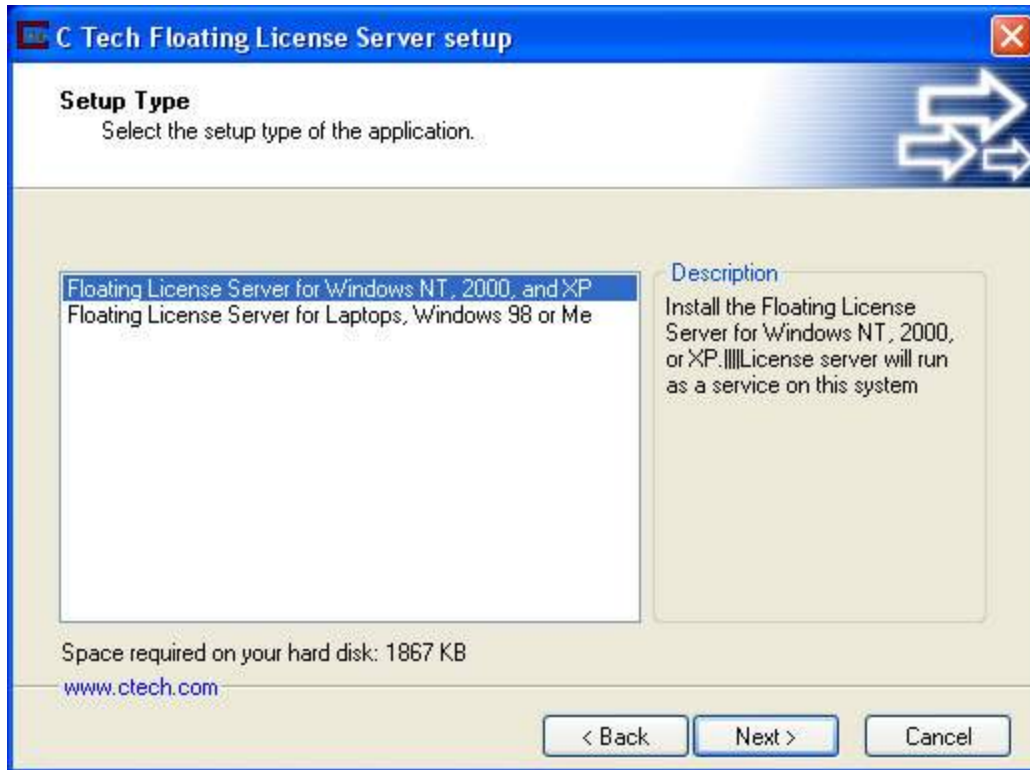 C Tech Floating License Server setup
Setup Type
Select the setup type of the application.
Floating License Server for Windows NT, 2000, and XP
Floating License Server for Laptops, Windows 98 or Me
Description
Install the Floating License
Server for Windows NT, 2000,
or XP.||||License server will run
as a service on this system
Space required on your hard disk: 1867 KB
www.ctech.com
< Back
Next >
Cancel